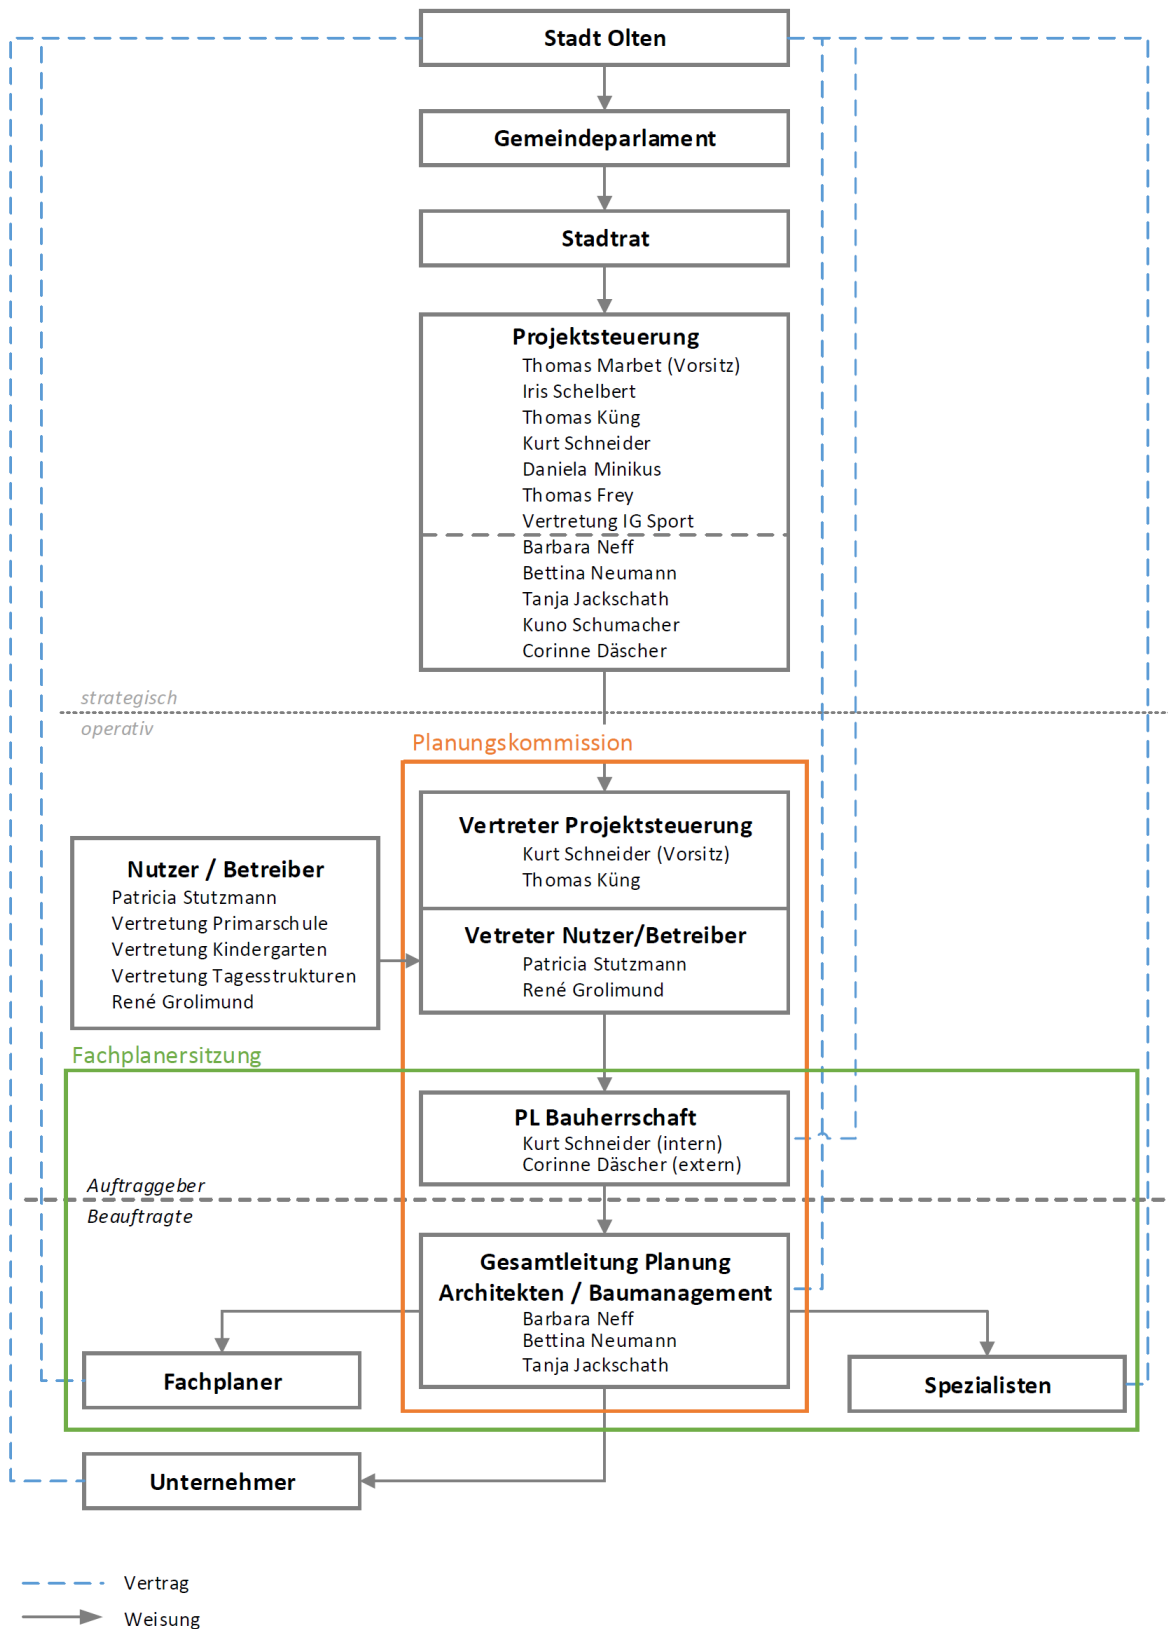 Stadt Olten
Gemeindeparlament
Stadtrat
Projektsteuerung
Thomas Marbet (Vorsitz)
Iris Schelbert
Thomas Küng
Kurt Schneider
Daniela Minikus
Thomas Frey
Vertretung IG Sport
Barbara Neff
Bettina Neumann
Tanja Jackschath
Kuno Schumacher
Corinne Däscher
strategisch
operativ
Planungskommission
Vertreter Projektsteuerung
Kurt Schneider (Vorsitz)
Thomas Küng
Nutzer / Betreiber
Patricia Stutzmann
Vertretung Primarschule
Vertretung Kindergarten
Vertretung Tagesstrukturen
René Grolimund
Vetreter Nutzer/Betreiber
Patricia Stutzmann
René Grolimund
Fachplanersitzung
PL Bauherrschaft
Kurt Schneider (intern)
Corinne Däscher (extern)
Auftraggeber
Beauftragte
Gesamtleitung Planung
Architekten / Baumanagement
Barbara Neff
Bettina Neumann
Tanja Jackschath
Fachplaner
Spezialisten
Unternehmer
Vertrag
Weisung